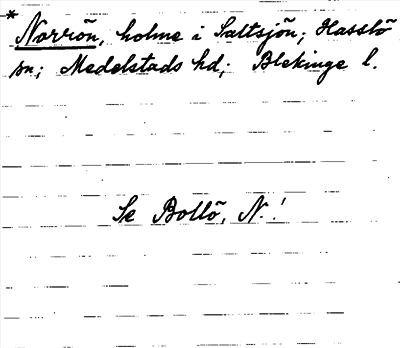 *Norrön, holme i Saltsjön; Hasslö
sn; Medelstads hd; Blekinge l.
Se Bollö, N.!